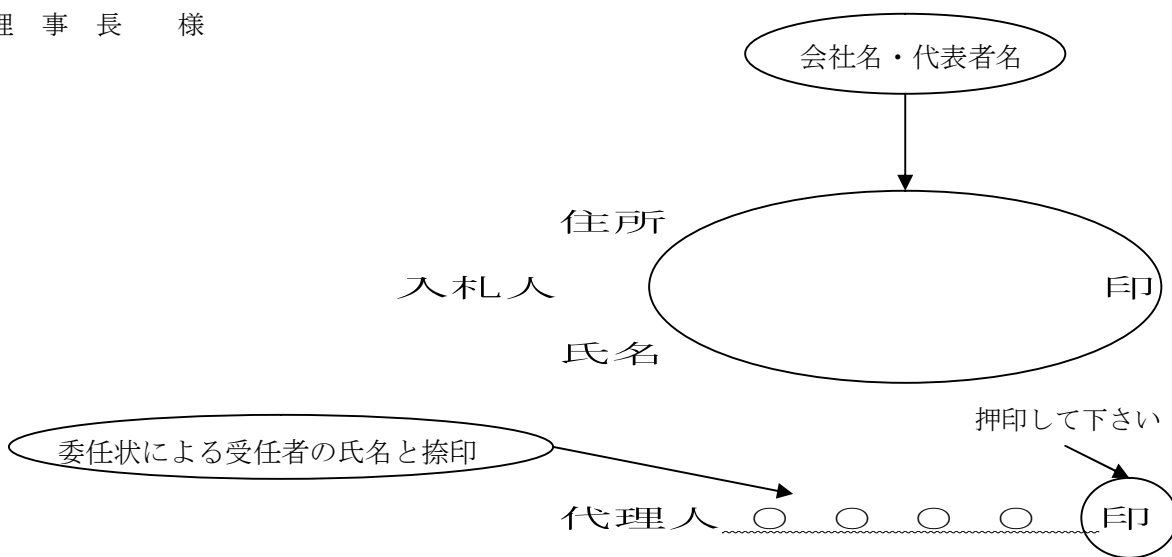 理 事 長 様
会社名・代表者名
住所
入札人 印
氏名
押印して下さい
委任状による受任者の氏名と捺印
代理人 ○ ○ ○ ○ 印